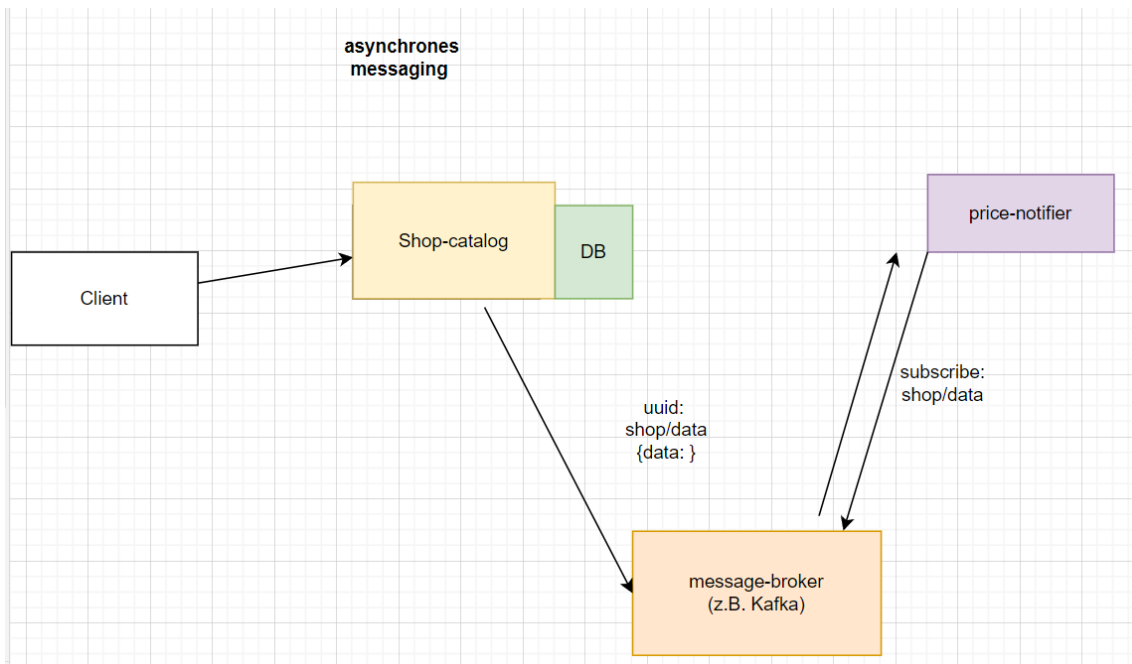 asynchrones
messaging
Shop-catalog
DB
price-notifier
Client
subscribe:
shop/data
uuid:
shop/data
{data: }
message-broker
(z.B. Kafka)